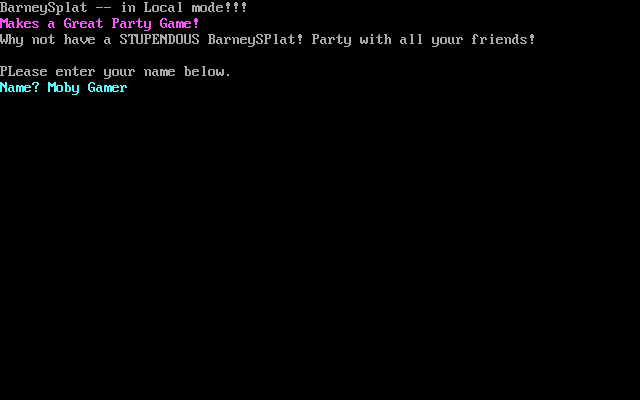 BarneySplat -- in Local mode!!!
Makes a Great Party Game!
Why not have a STUPENDOUS BarneySPlat! Party with all your friends!
PLease enter your name below.
Name? Moby Gamer